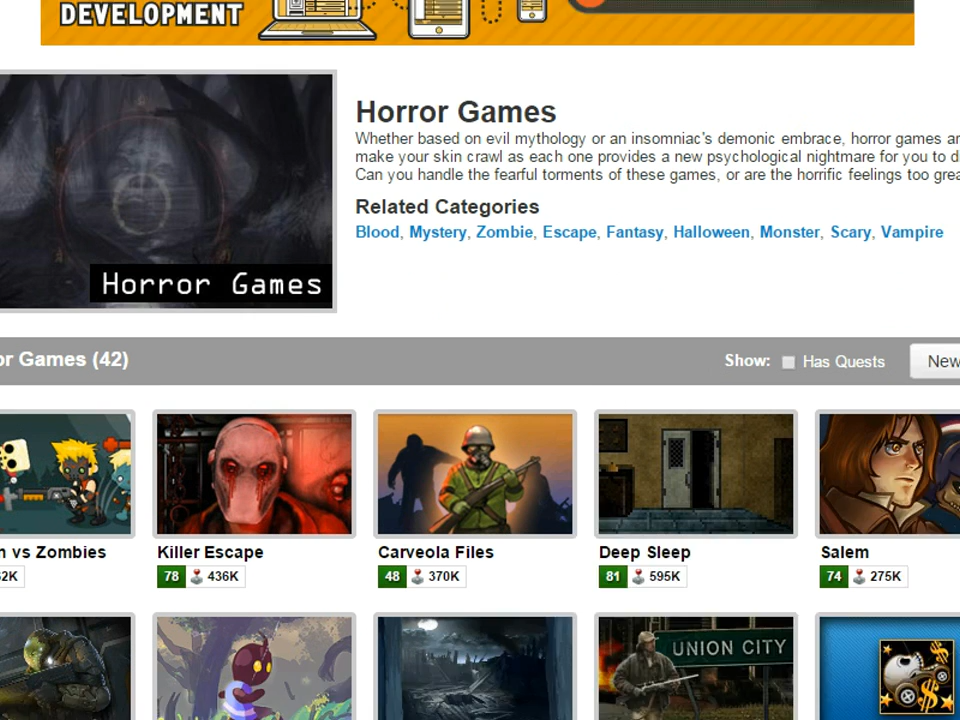 DEVELOPMENT
Horror Games
Whether based on evil mythology or an insomniac's demonic embrace, horror games
make your skin crawl as each one provides a new psychological nightmare for you to
Can you handle the fearful torments of these games, or are the horrific feelings too
Related Categories
Blood, Mystery, Zombie, Escape, Fantasy, Halloween, Monster, Scary, Vampire
Horror Games
Games (42)
Show: Has Quests
New
vs Zombies
Killer Escape
Carveola Files
Deep Sleep
Salem
78 436K
48 370K
81 595K
74 275K
UNION CITY